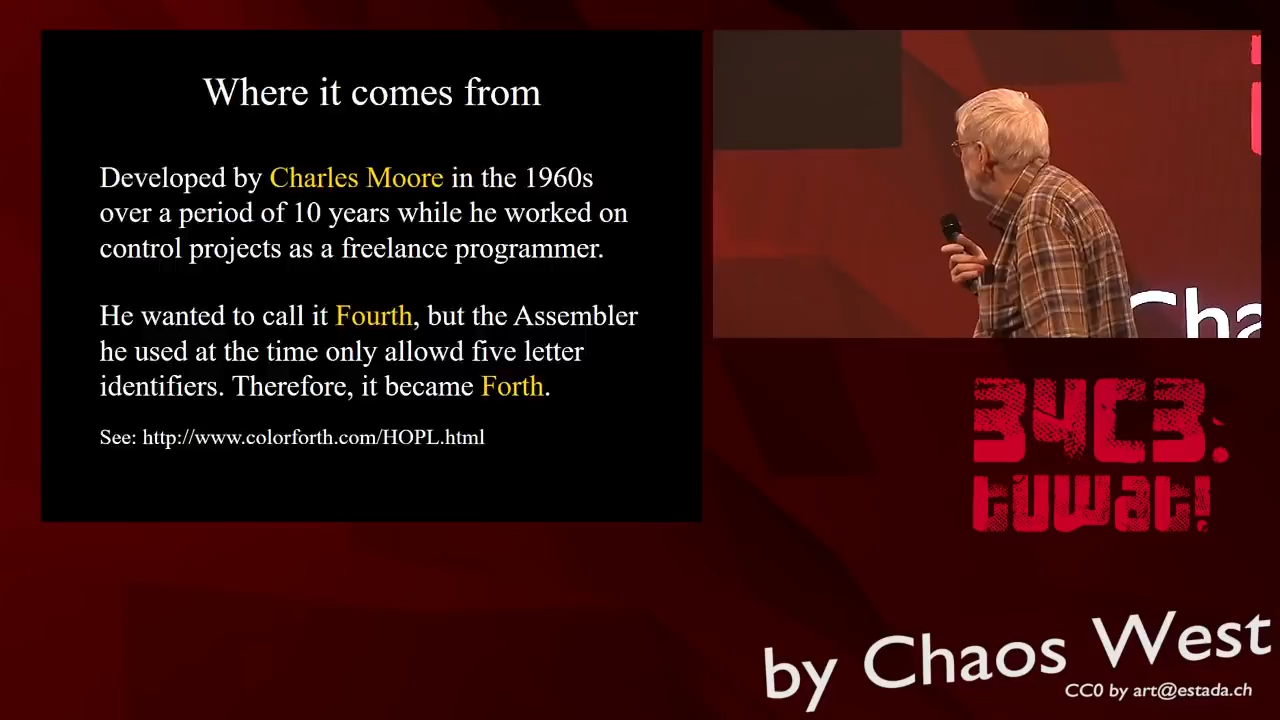 Where it comes from
Developed by Charles Moore in the 1960s
over a period of 10 years while he worked on
control projects as a freelance programmer.
He wanted to call it Fourth, but the Assembler
he used at the time only allowd five letter
identifiers. Therefore, it became Forth.
See: http://www.colorforth.com/HOPL.html
Cha
Cha
34C3.
tuwat!
by Chaos West
CC0 by art@estada.ch